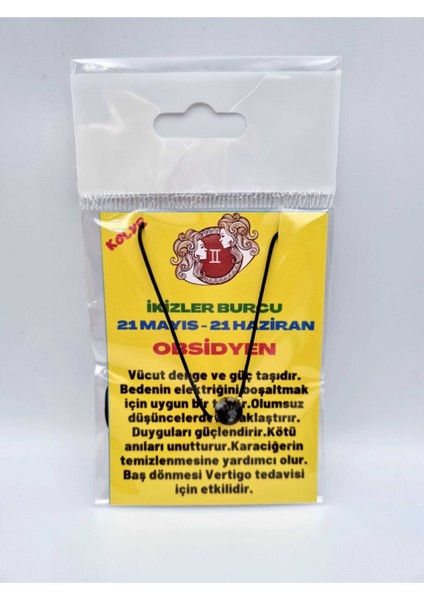 II
İKİZLER BURCU
21 MAYIS - 21 HAZİRAN
OBSİDYEN
Vücut denge ve güç taşıdır.
Bedenin elektriğini boşaltmak
için uygun bir .Olumsuz
Duyguları güçlendirir.Kötü
anıları unutturur.Karaciğerin
temizlenmesine yardımcı olur.
Baş dönmesi Vertigo tedavisi
için etkilidir.